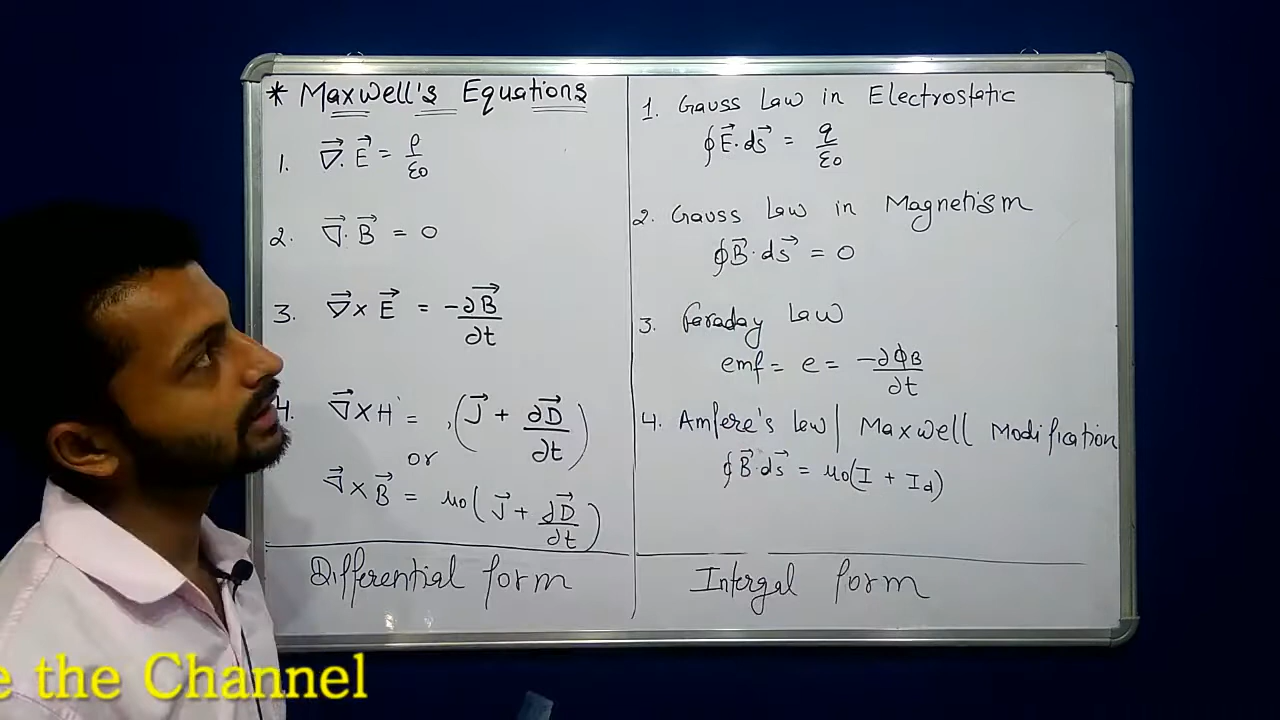 * Maxwell's Equations
1. ∇⃗. E⃗ = ρ/ε0
2. ∇⃗. B⃗ = 0
3. ∇⃗ x E⃗ = -∂B⃗/∂t
4. ∇⃗ x H = (J⃗ + ∂D⃗/∂t)
or
∇⃗ x B⃗ = μ0(J⃗ + ∂D⃗/∂t)
Differential form
1. Gauss Law in Electrostatic
∮E⃗. ds⃗ = q/ε0
2. Gauss Law in Magnetism
∮B⃗. ds⃗ = 0
3. Faraday Law
emf = e = -∂ϕB/∂t
4. Amfere's lew| Maxwell Modification
∮B⃗. ds⃗ = μ0(I + Id)
Intergal form
e the Channel